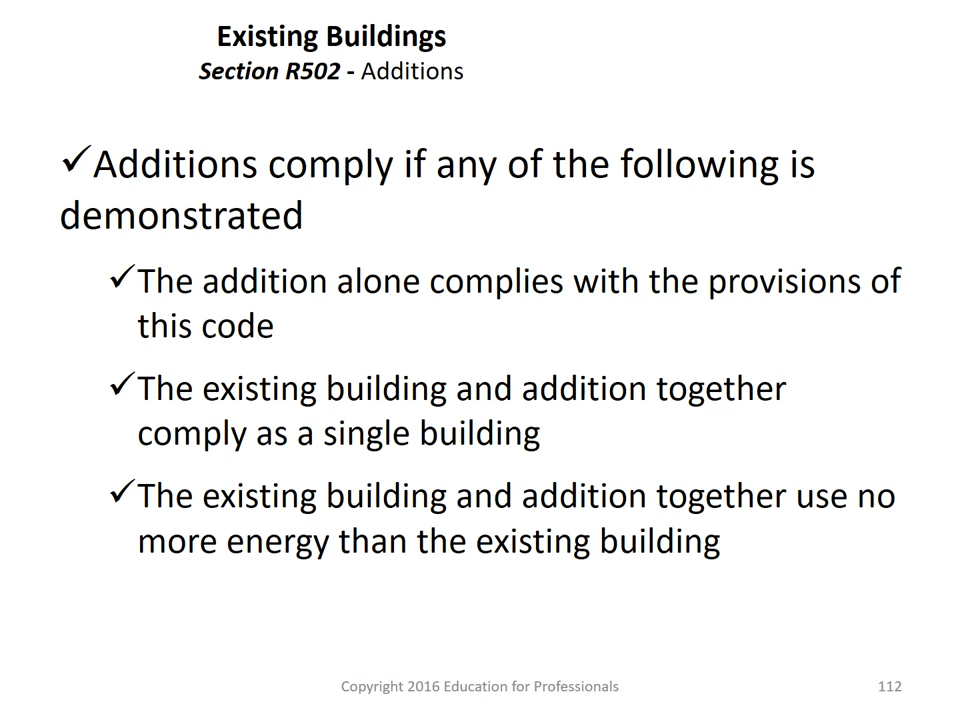 Existing Buildings
Section R502 - Additions
✓Additions comply if any of the following is
demonstrated
✓The addition alone complies with the provisions of
this code
✓The existing building and addition together
comply as a single building
✓The existing building and addition together use no
more energy than the existing building
Copyright 2016 Education for Professionals
112